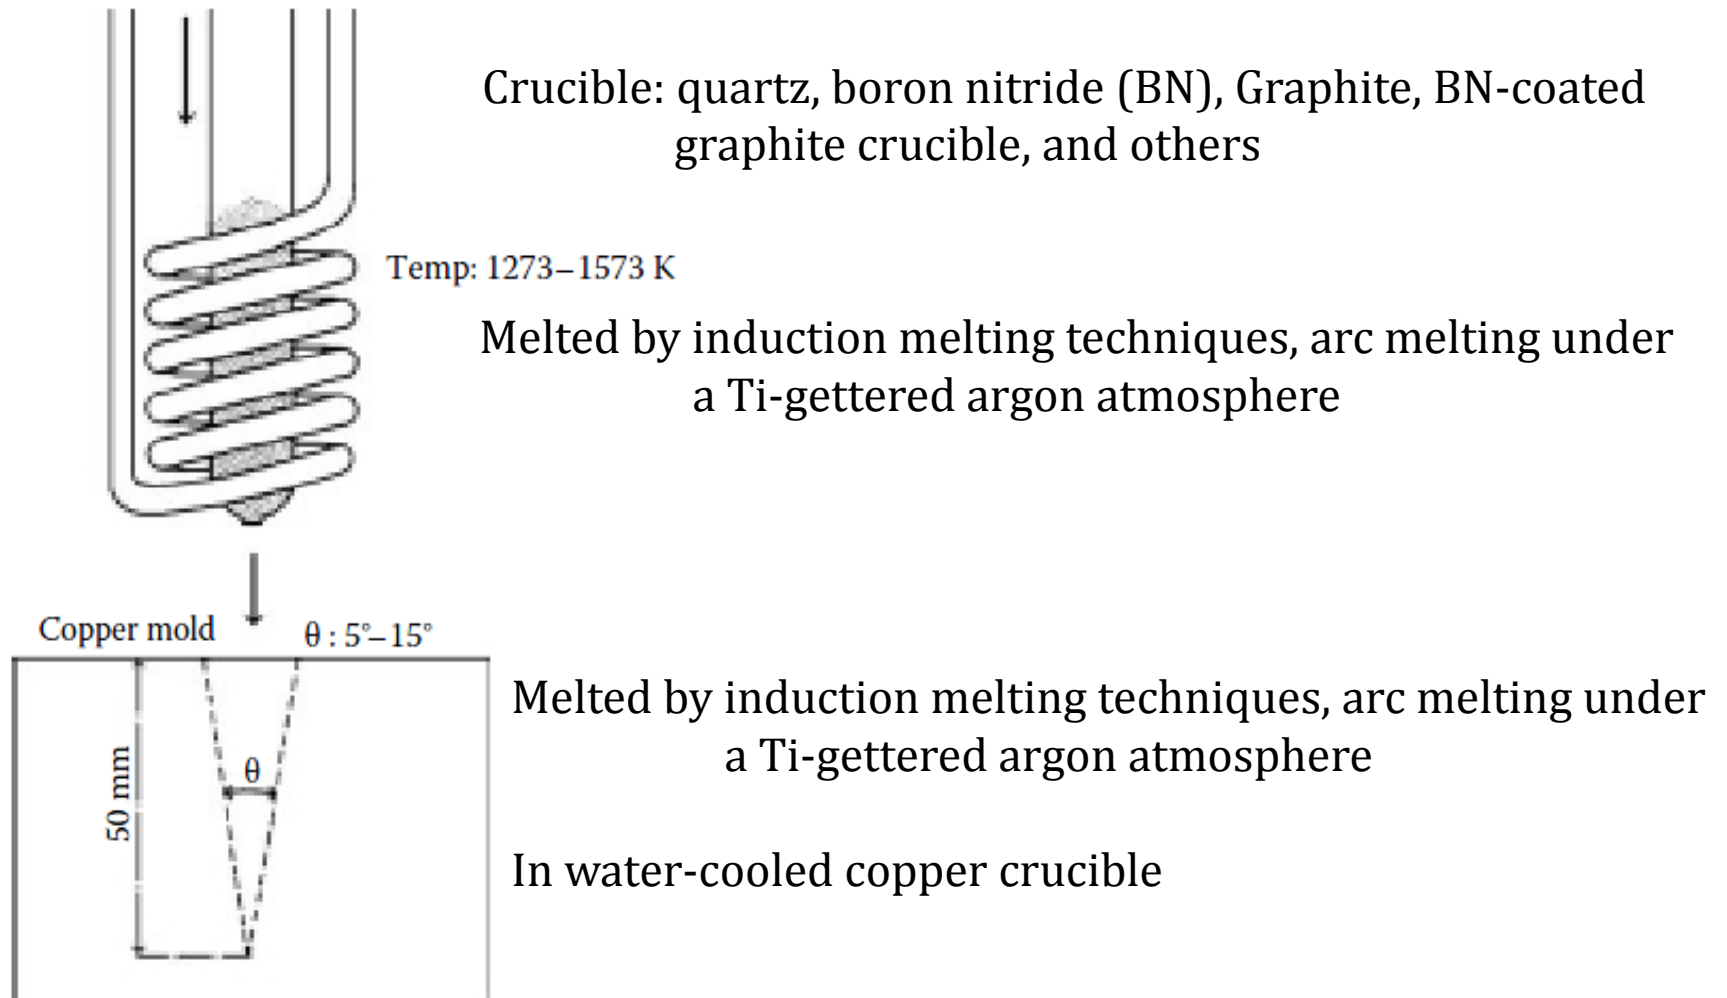 Crucible: quartz, boron nitride (BN), Graphite, BN-coated
graphite crucible, and others
Temp: 1273–1573 K
Melted by induction melting techniques, arc melting under
a Ti-gettered argon atmosphere
Copper mold
θ : 5°–15°
Melted by induction melting techniques, arc melting under
a Ti-gettered argon atmosphere
θ
50 mm
In water-cooled copper crucible